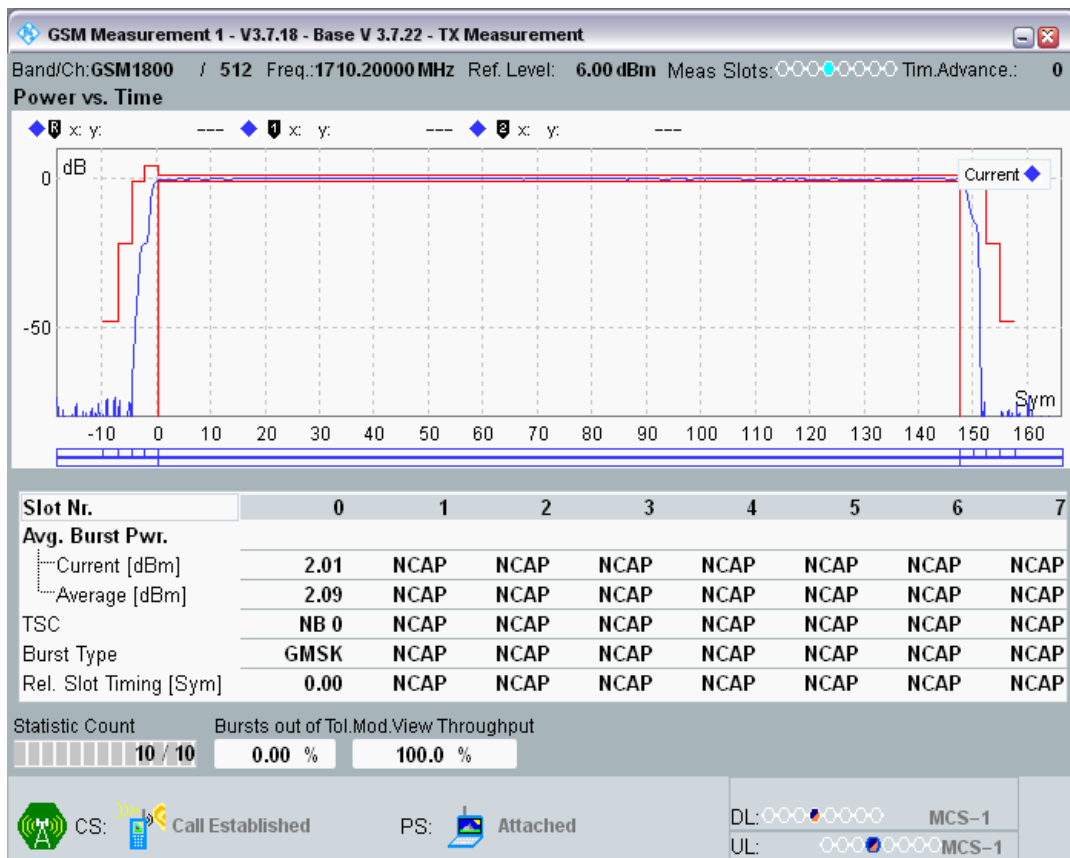 GSM Measurement 1 - V3.7.18 - Base V 3.7.22 - TX Measurement
Band/Ch:GSM1800 / 512 Freq.:1710.20000 MHz Ref. Level: 6.00 dBm Meas Slots: Tim.Advance.: 0
Power vs. Time
R x: y: --- 1 x: y: --- 2 x: y: ---
dB
0
Current
-50
Sym
-10 0 10 20 30 40 50 60 70 80 90 100 110 120 130 140 150 160
Slot Nr. 0 1 2 3 4 5 6 7
Avg. Burst Pwr.
Current [dBm] 2.01 NCAP NCAP NCAP NCAP NCAP NCAP NCAP
Average [dBm] 2.09 NCAP NCAP NCAP NCAP NCAP NCAP NCAP
TSC NB 0 NCAP NCAP NCAP NCAP NCAP NCAP NCAP
Burst Type GMSK NCAP NCAP NCAP NCAP NCAP NCAP NCAP
Rel. Slot Timing [Sym] 0.00 NCAP NCAP NCAP NCAP NCAP NCAP NCAP
Statistic Count Bursts out of Tol. Mod.View Throughput
10 / 10 0.00 % 100.0 %
CS: Call Established PS: Attached
DL: MCS-1
UL: MCS-1